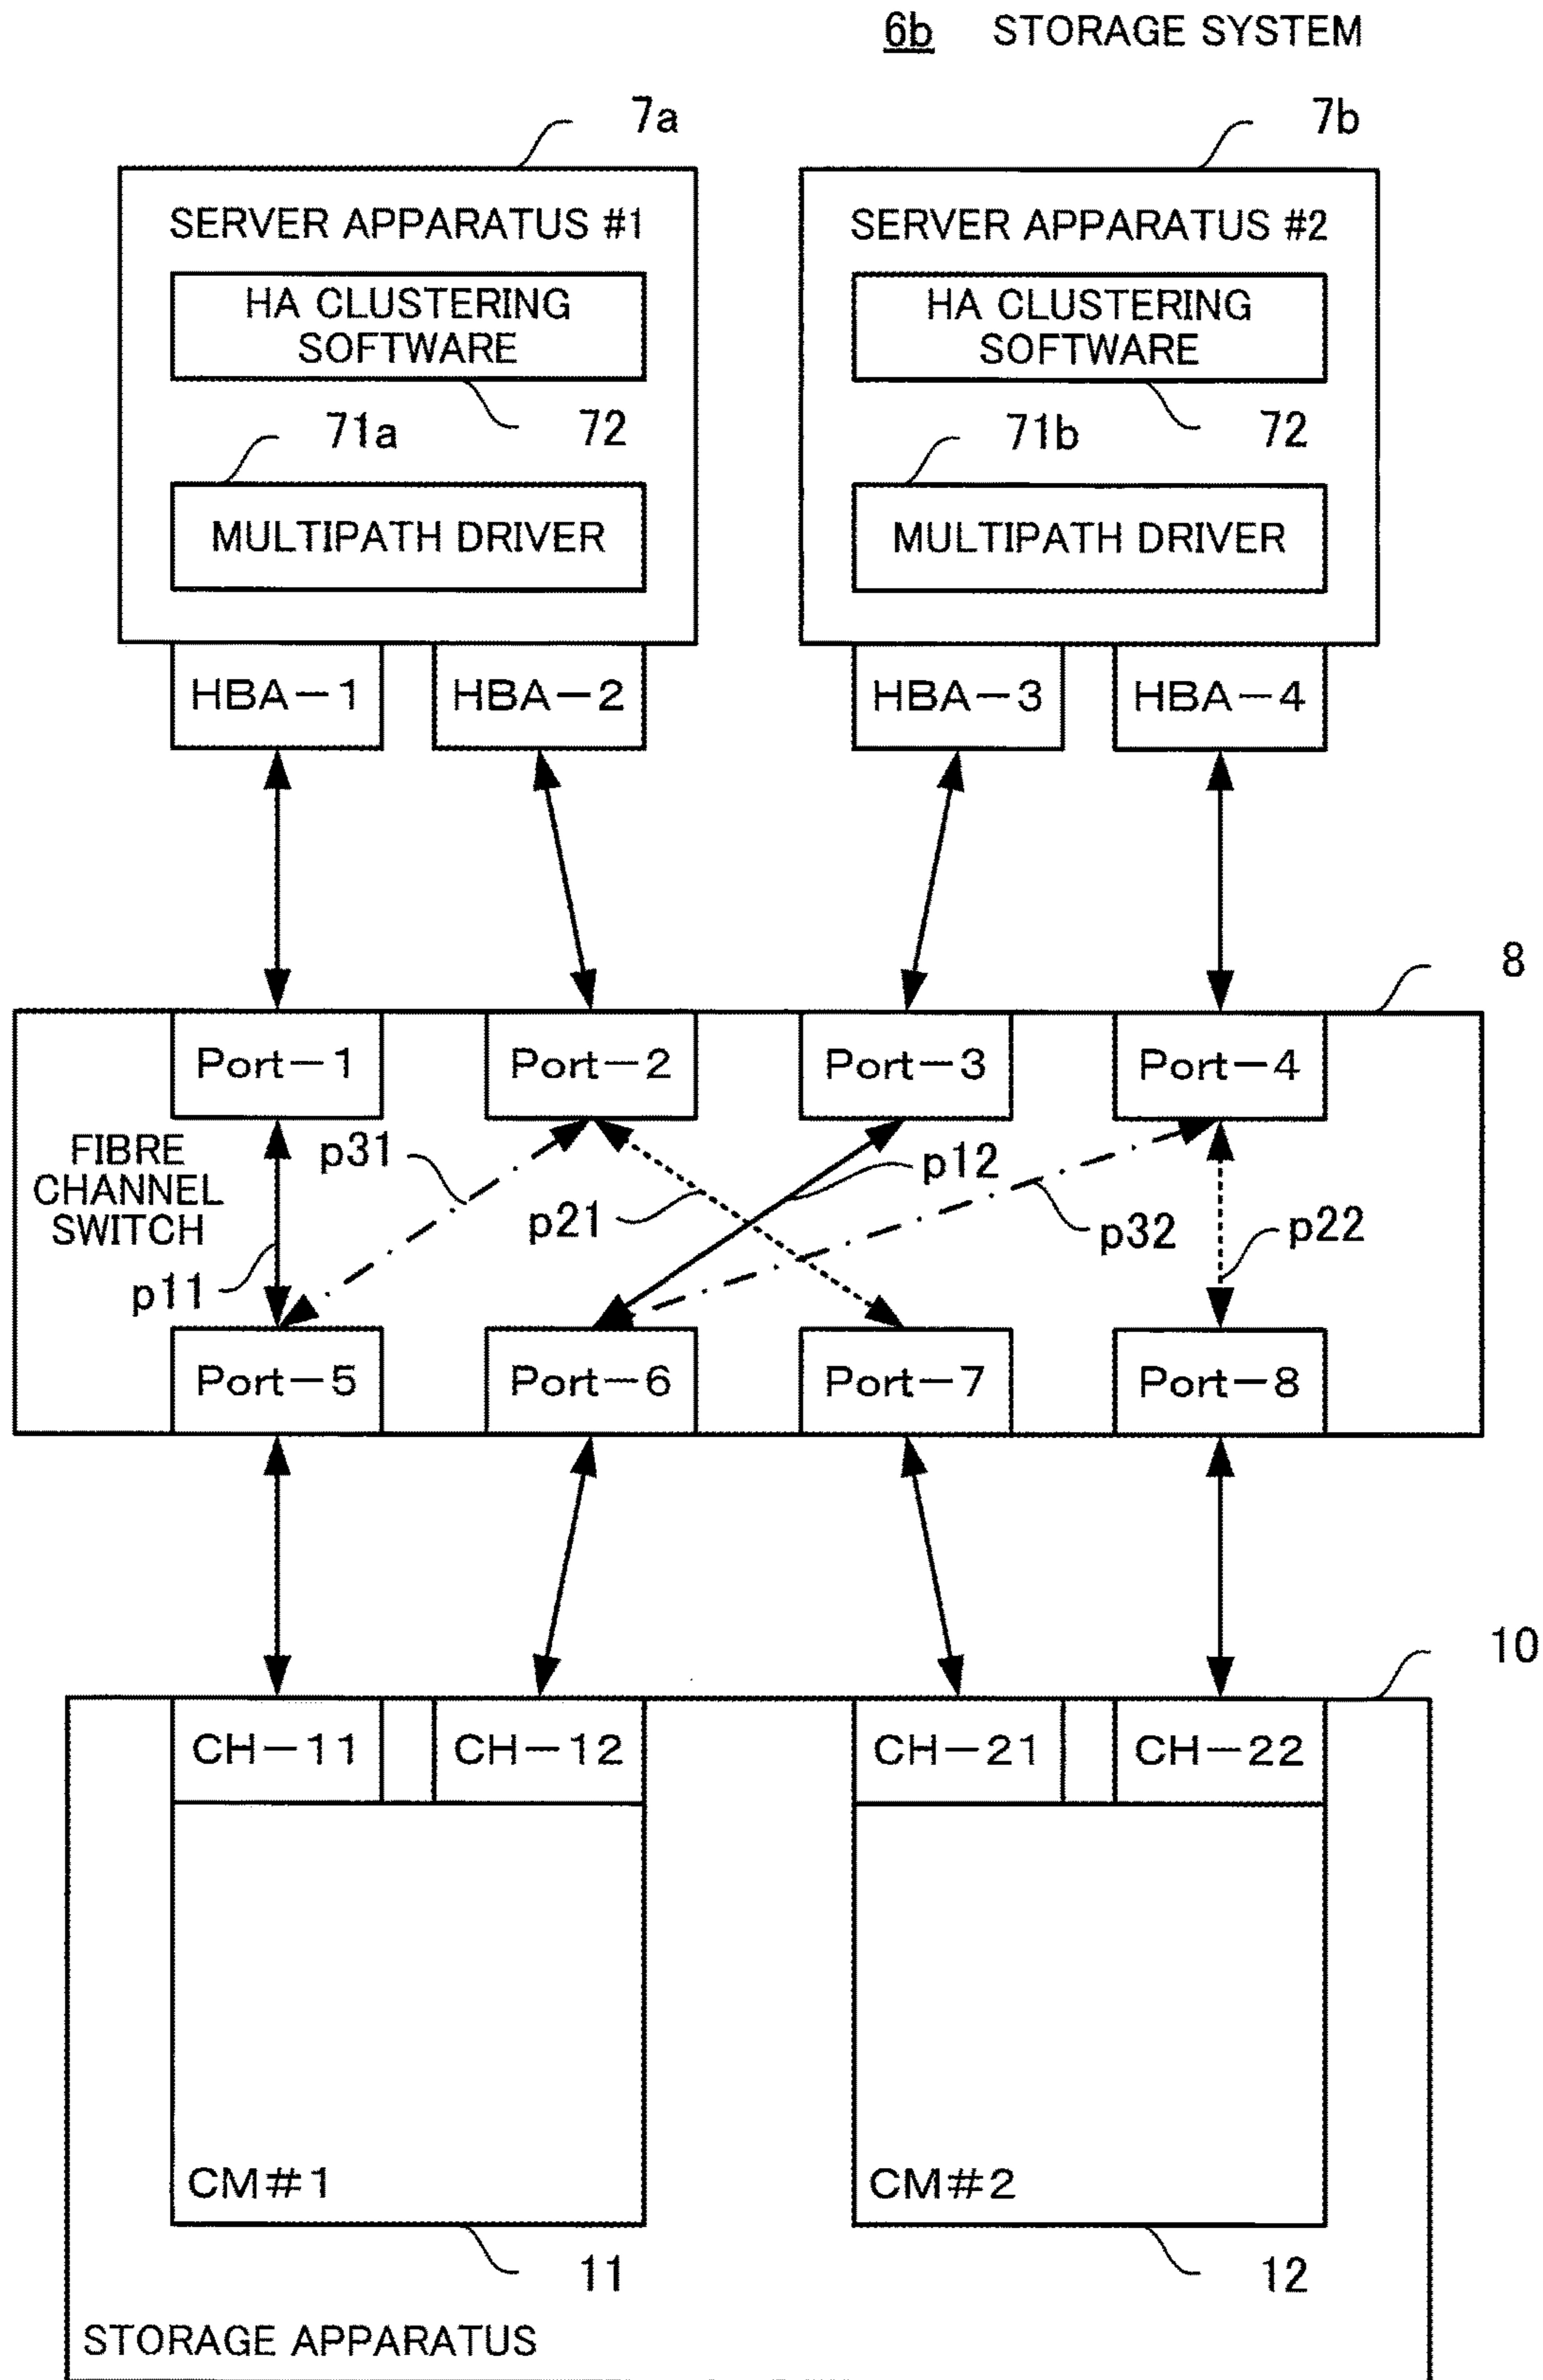 6b STORAGE SYSTEM
7a
7b
SERVER APPARATUS #1
SERVER APPARATUS #2
HA CLUSTERING
SOFTWARE
HA CLUSTERING
SOFTWARE
71a
72
71b
72
MULTIPATH DRIVER
MULTIPATH DRIVER
HBA-1
HBA-2
HBA-3
HBA-4
8
Port-1
Port-2
Port-3
Port-4
FIBRE
CHANNEL
SWITCH
p31
p12
p21
p32
p22
p11
Port-5
Port-6
Port-7
Port-8
10
CH-11
CH-12
CH-21
CH-22
CM#1
CM#2
11
12
STORAGE APPARATUS